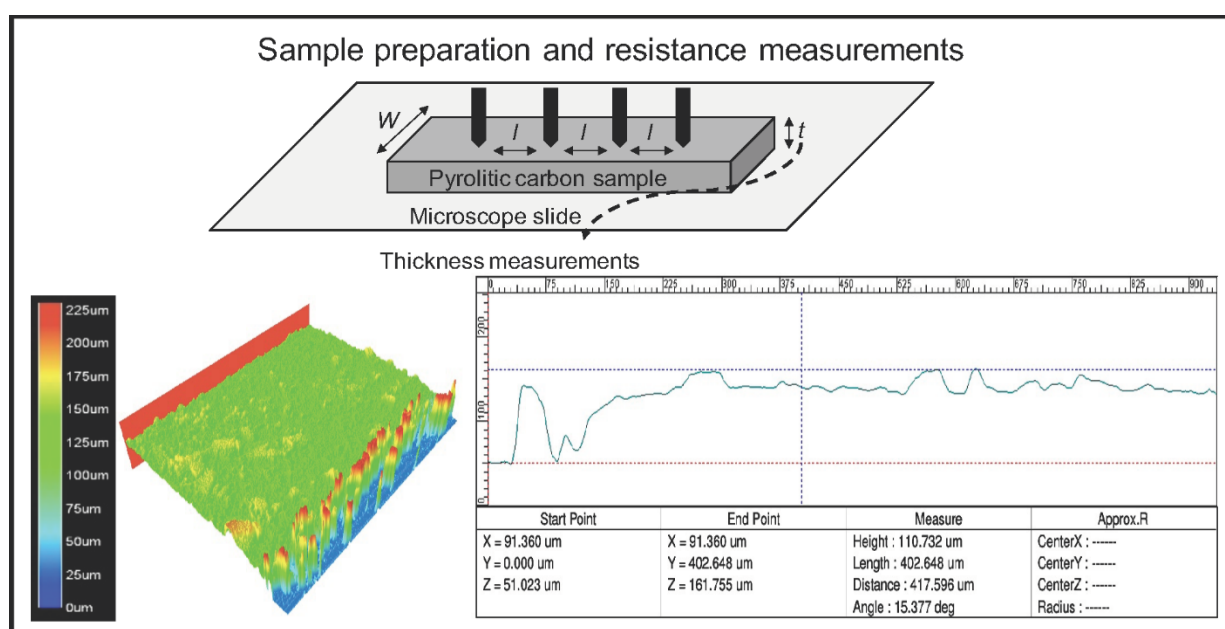 Sample preparation and resistance measurements
W
l l l
t
Pyrolitic carbon sample
Microscope slide
Thickness measurements
225um
200um
175um
150um
125um
100um
75um
50um
25um
0um
0 75 150 225 300 375 450 525 600 675 750 825 900
200
100
0
Start Point End Point Measure Approx.R
X = 91.360 um X = 91.360 um Height : 110.732 um CenterX : ------
Y = 0.000 um Y = 402.648 um Length : 402.648 um CenterY : ------
Z = 51.023 um Z = 161.755 um Distance : 417.596 um CenterZ : ------
Angle : 15.377 deg Radius : ------